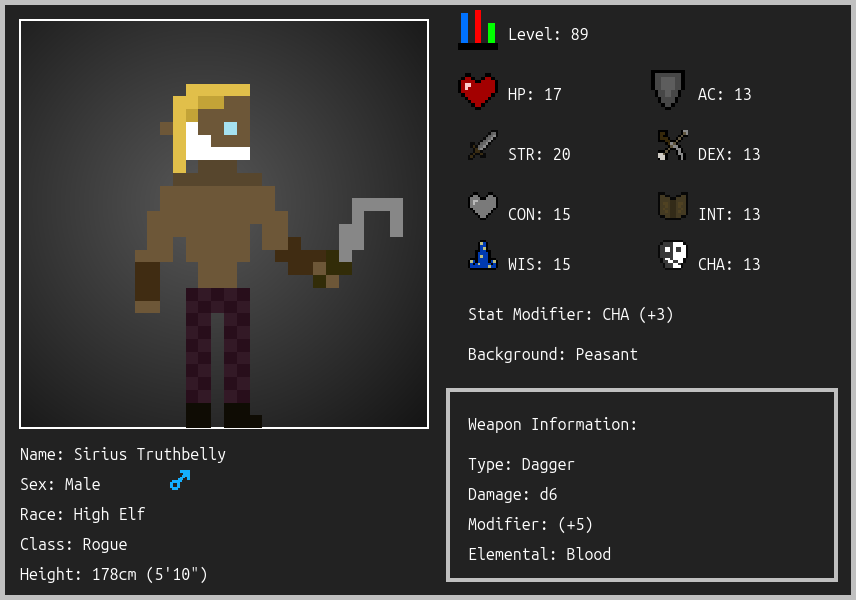 Level: 89
HP: 17
AC: 13
STR: 20
DEX: 13
CON: 15
INT: 13
WIS: 15
CHA: 13
Stat Modifier: CHA (+3)
Background: Peasant
Weapon Information:
Type: Dagger
Damage: d6
Modifier: (+5)
Elemental: Blood
Name: Sirius Truthbelly
Sex: Male
Race: High Elf
Class: Rogue
Height: 178cm (5'10")